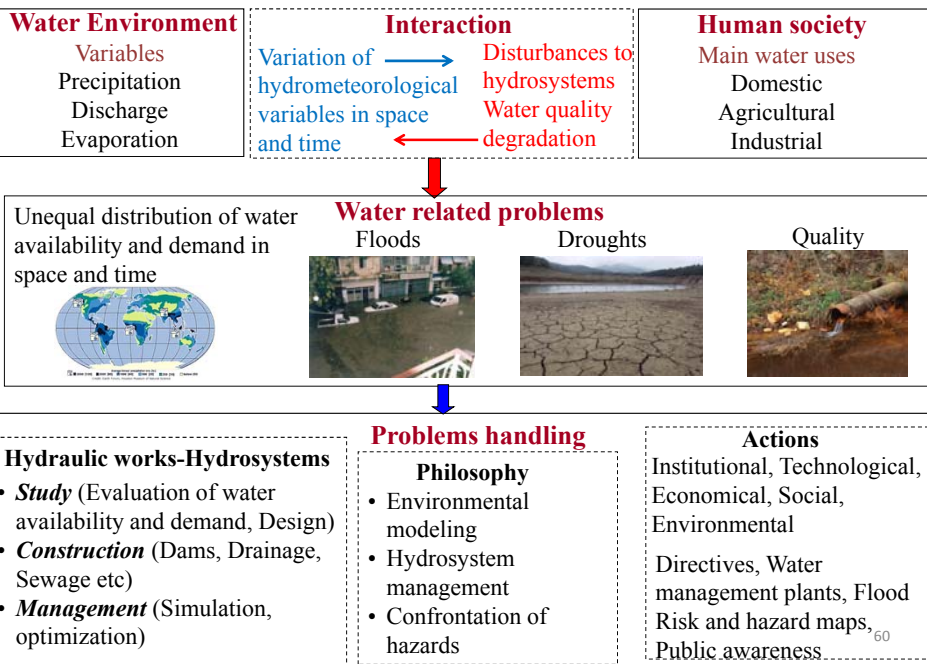 Water Environment
Variables
Precipitation
Discharge
Evaporation
Interaction
Variation of
hydrometeorological
variables in space
and time
Disturbances to
hydrosystems
Water quality
degradation
Human society
Main water uses
Domestic
Agricultural
Industrial
Water related problems
Unequal distribution of water
availability and demand in
space and time
Floods
Droughts
Quality
Problems handling
Hydraulic works-Hydrosystems
• Study (Evaluation of water
availability and demand, Design)
• Construction (Dams, Drainage,
Sewage etc)
• Management (Simulation,
optimization)
Philosophy
• Environmental
modeling
• Hydrosystem
management
• Confrontation of
hazards
Actions
Institutional, Technological,
Economical, Social,
Environmental
Directives, Water
management plants, Flood
Risk and hazard maps,
Public awareness
60